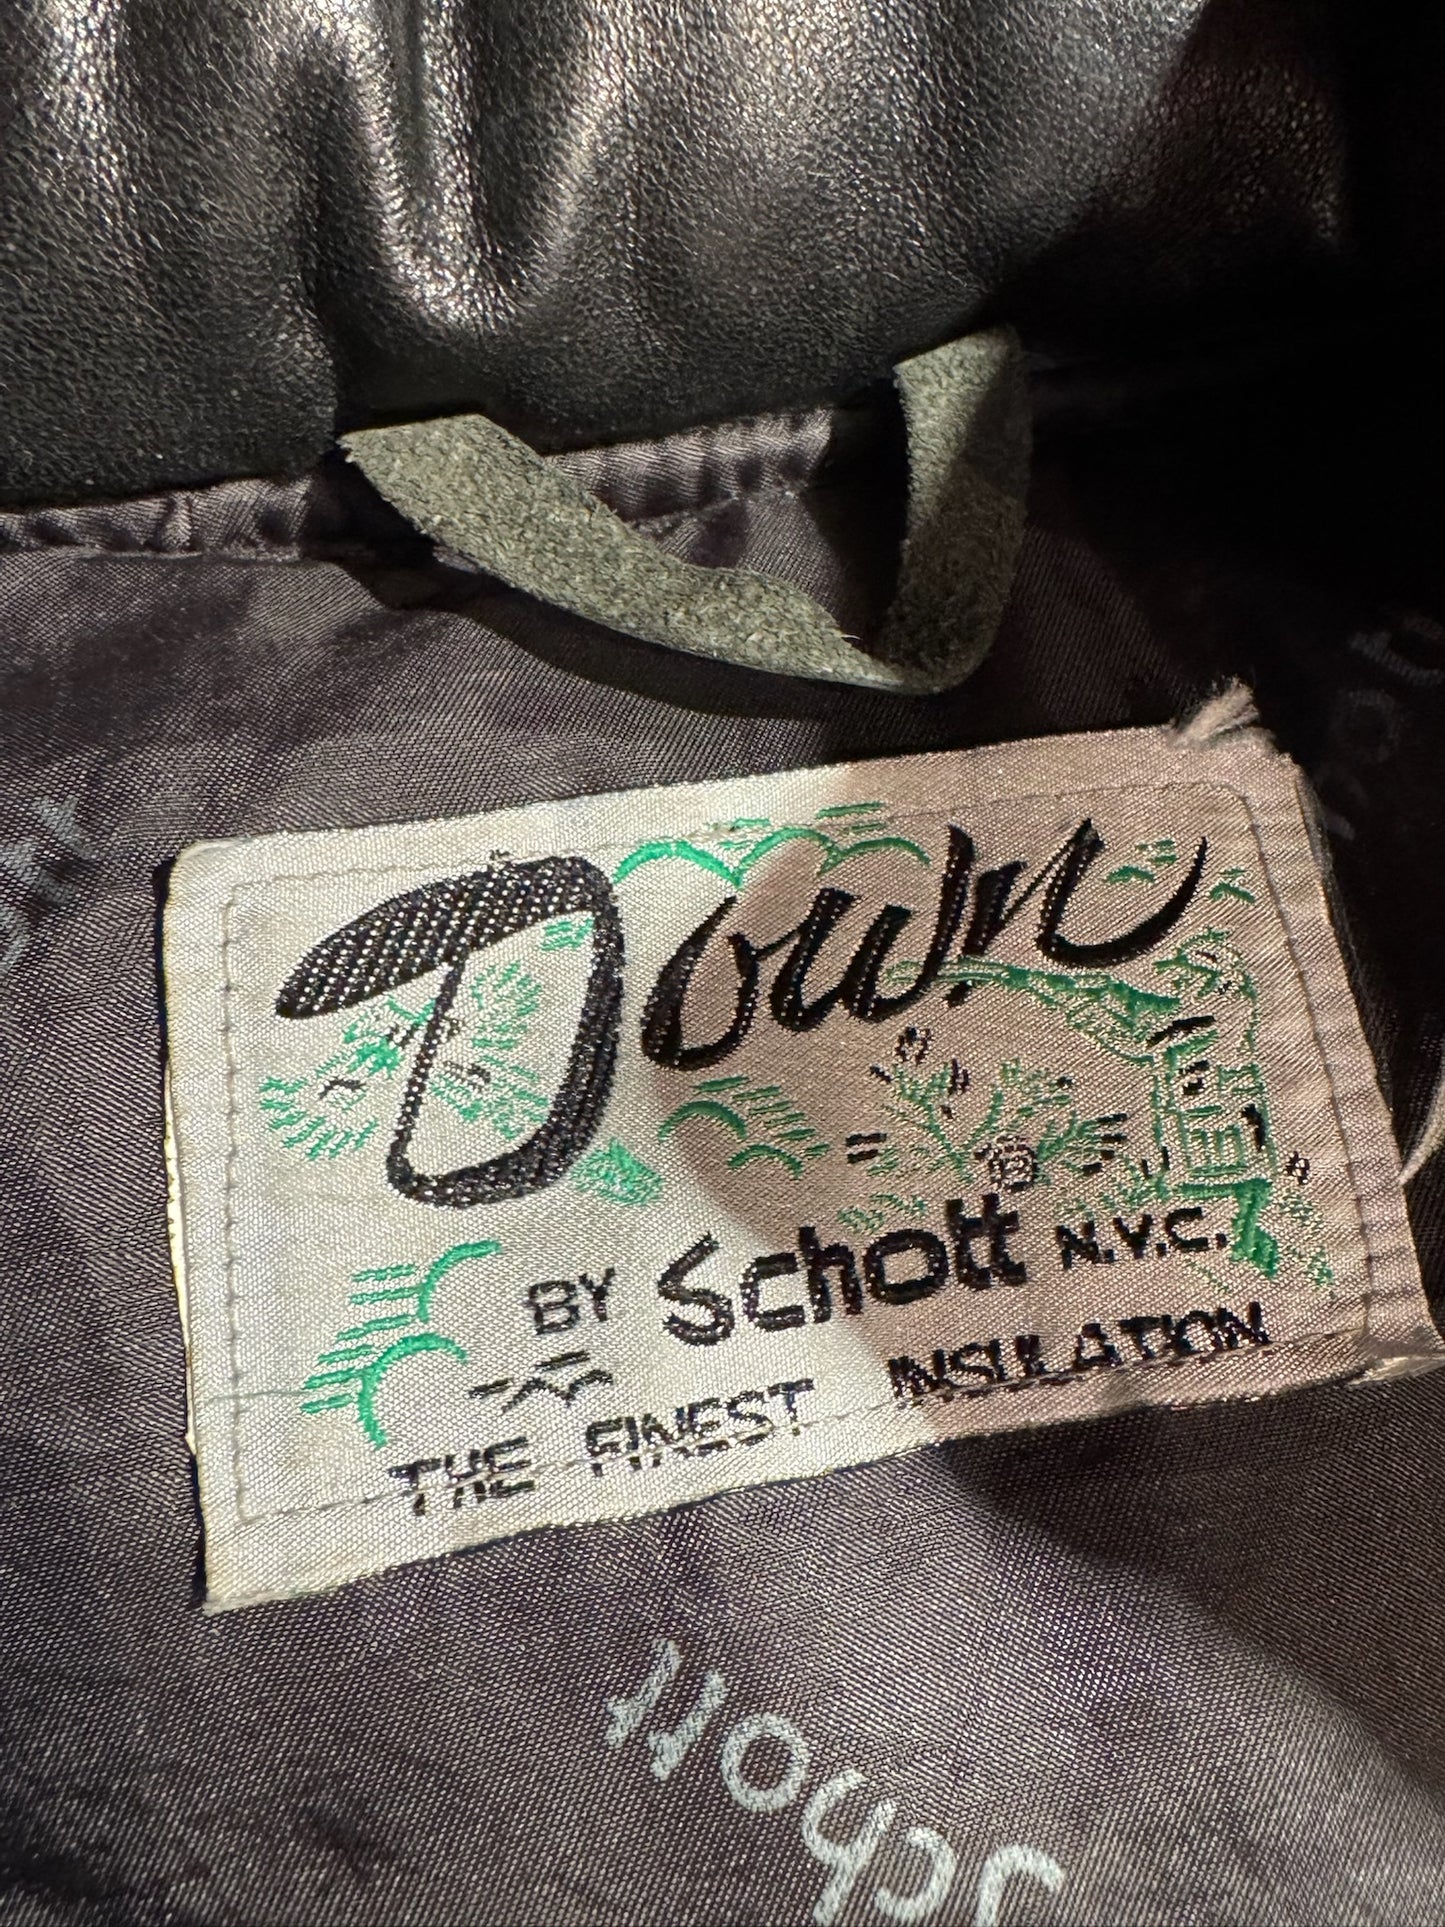 Down
BY Schott® N.Y.C.
THE FINEST INSULATION
Schott